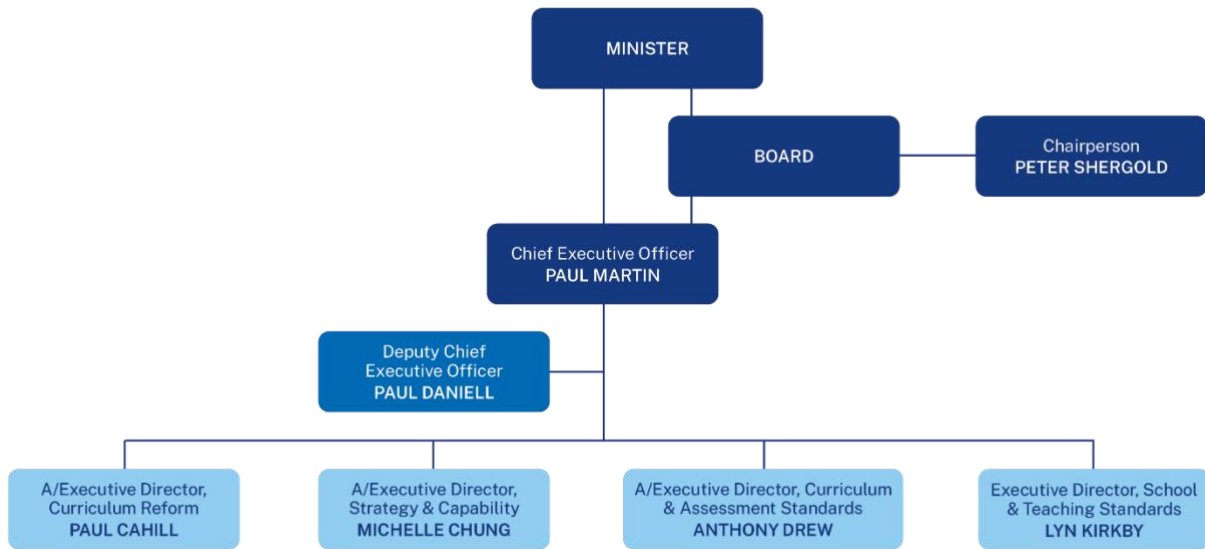 MINISTER
BOARD
Chairperson
PETER SHERGOLD
Chief Executive Officer
PAUL MARTIN
Deputy Chief
Executive Officer
PAUL DANIELL
A/Executive Director,
Curriculum Reform
PAUL CAHILL
A/Executive Director,
Strategy & Capability
MICHELLE CHUNG
A/Executive Director, Curriculum
& Assessment Standards
ANTHONY DREW
Executive Director, School
& Teaching Standards
LYN KIRKBY